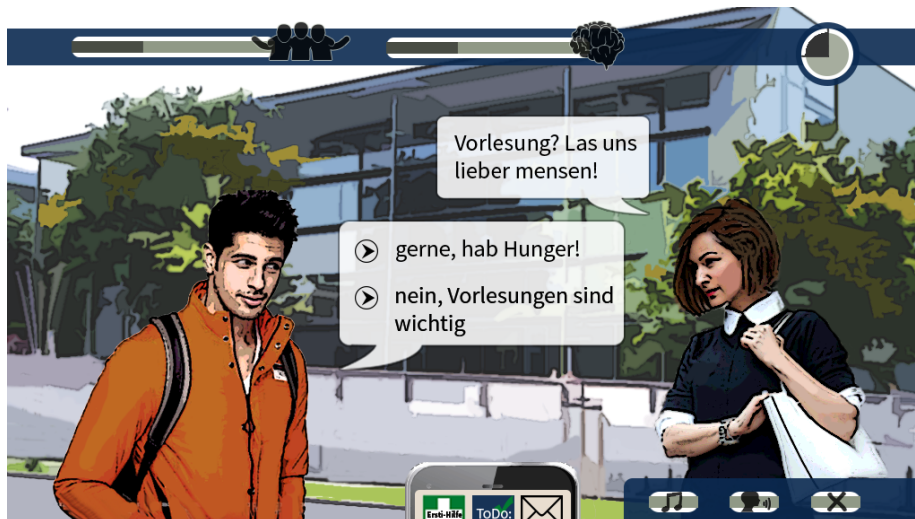 Vorlesung? Las uns
lieber mensen!
gerne, hab Hunger!
nein, Vorlesungen sind
wichtig
Ersti-Hilfe
ToDo: